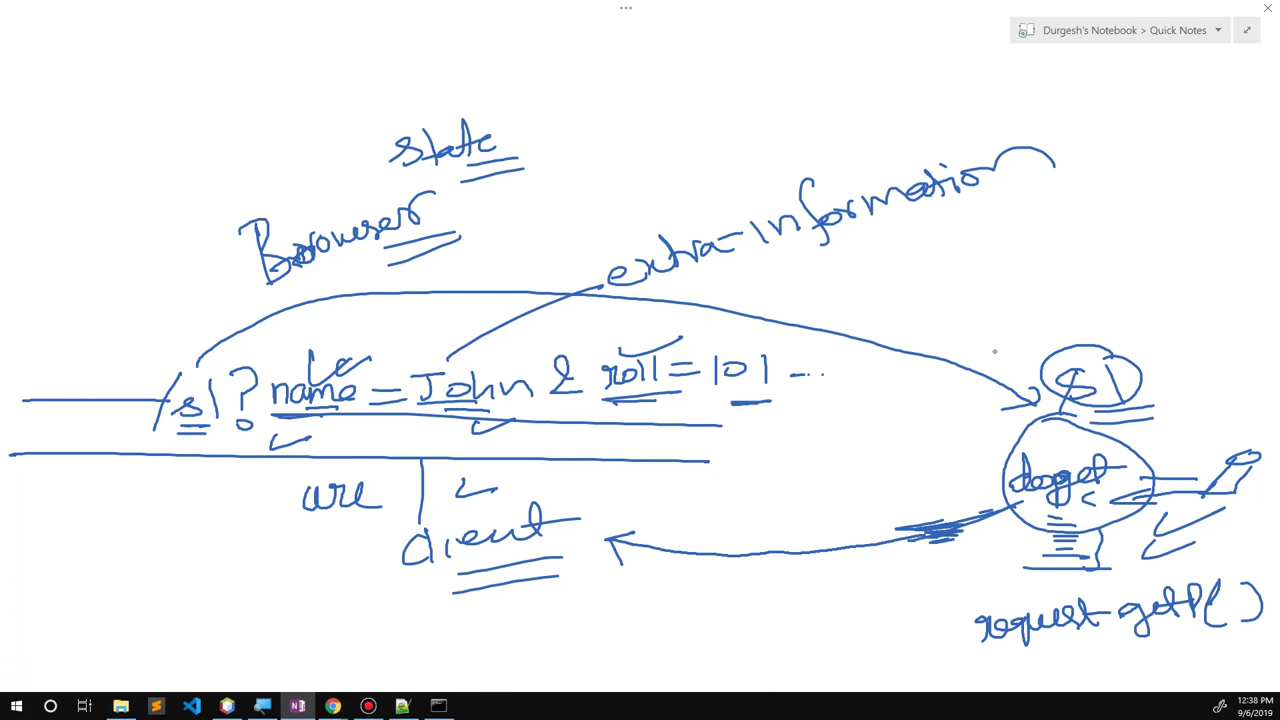 Durgesh's Notebook > Quick Notes
state
Browser
extra-information
/s1?name=John & roll=101 ...
s1
doget
url
client
request.getP()
12:38 PM
9/6/2019